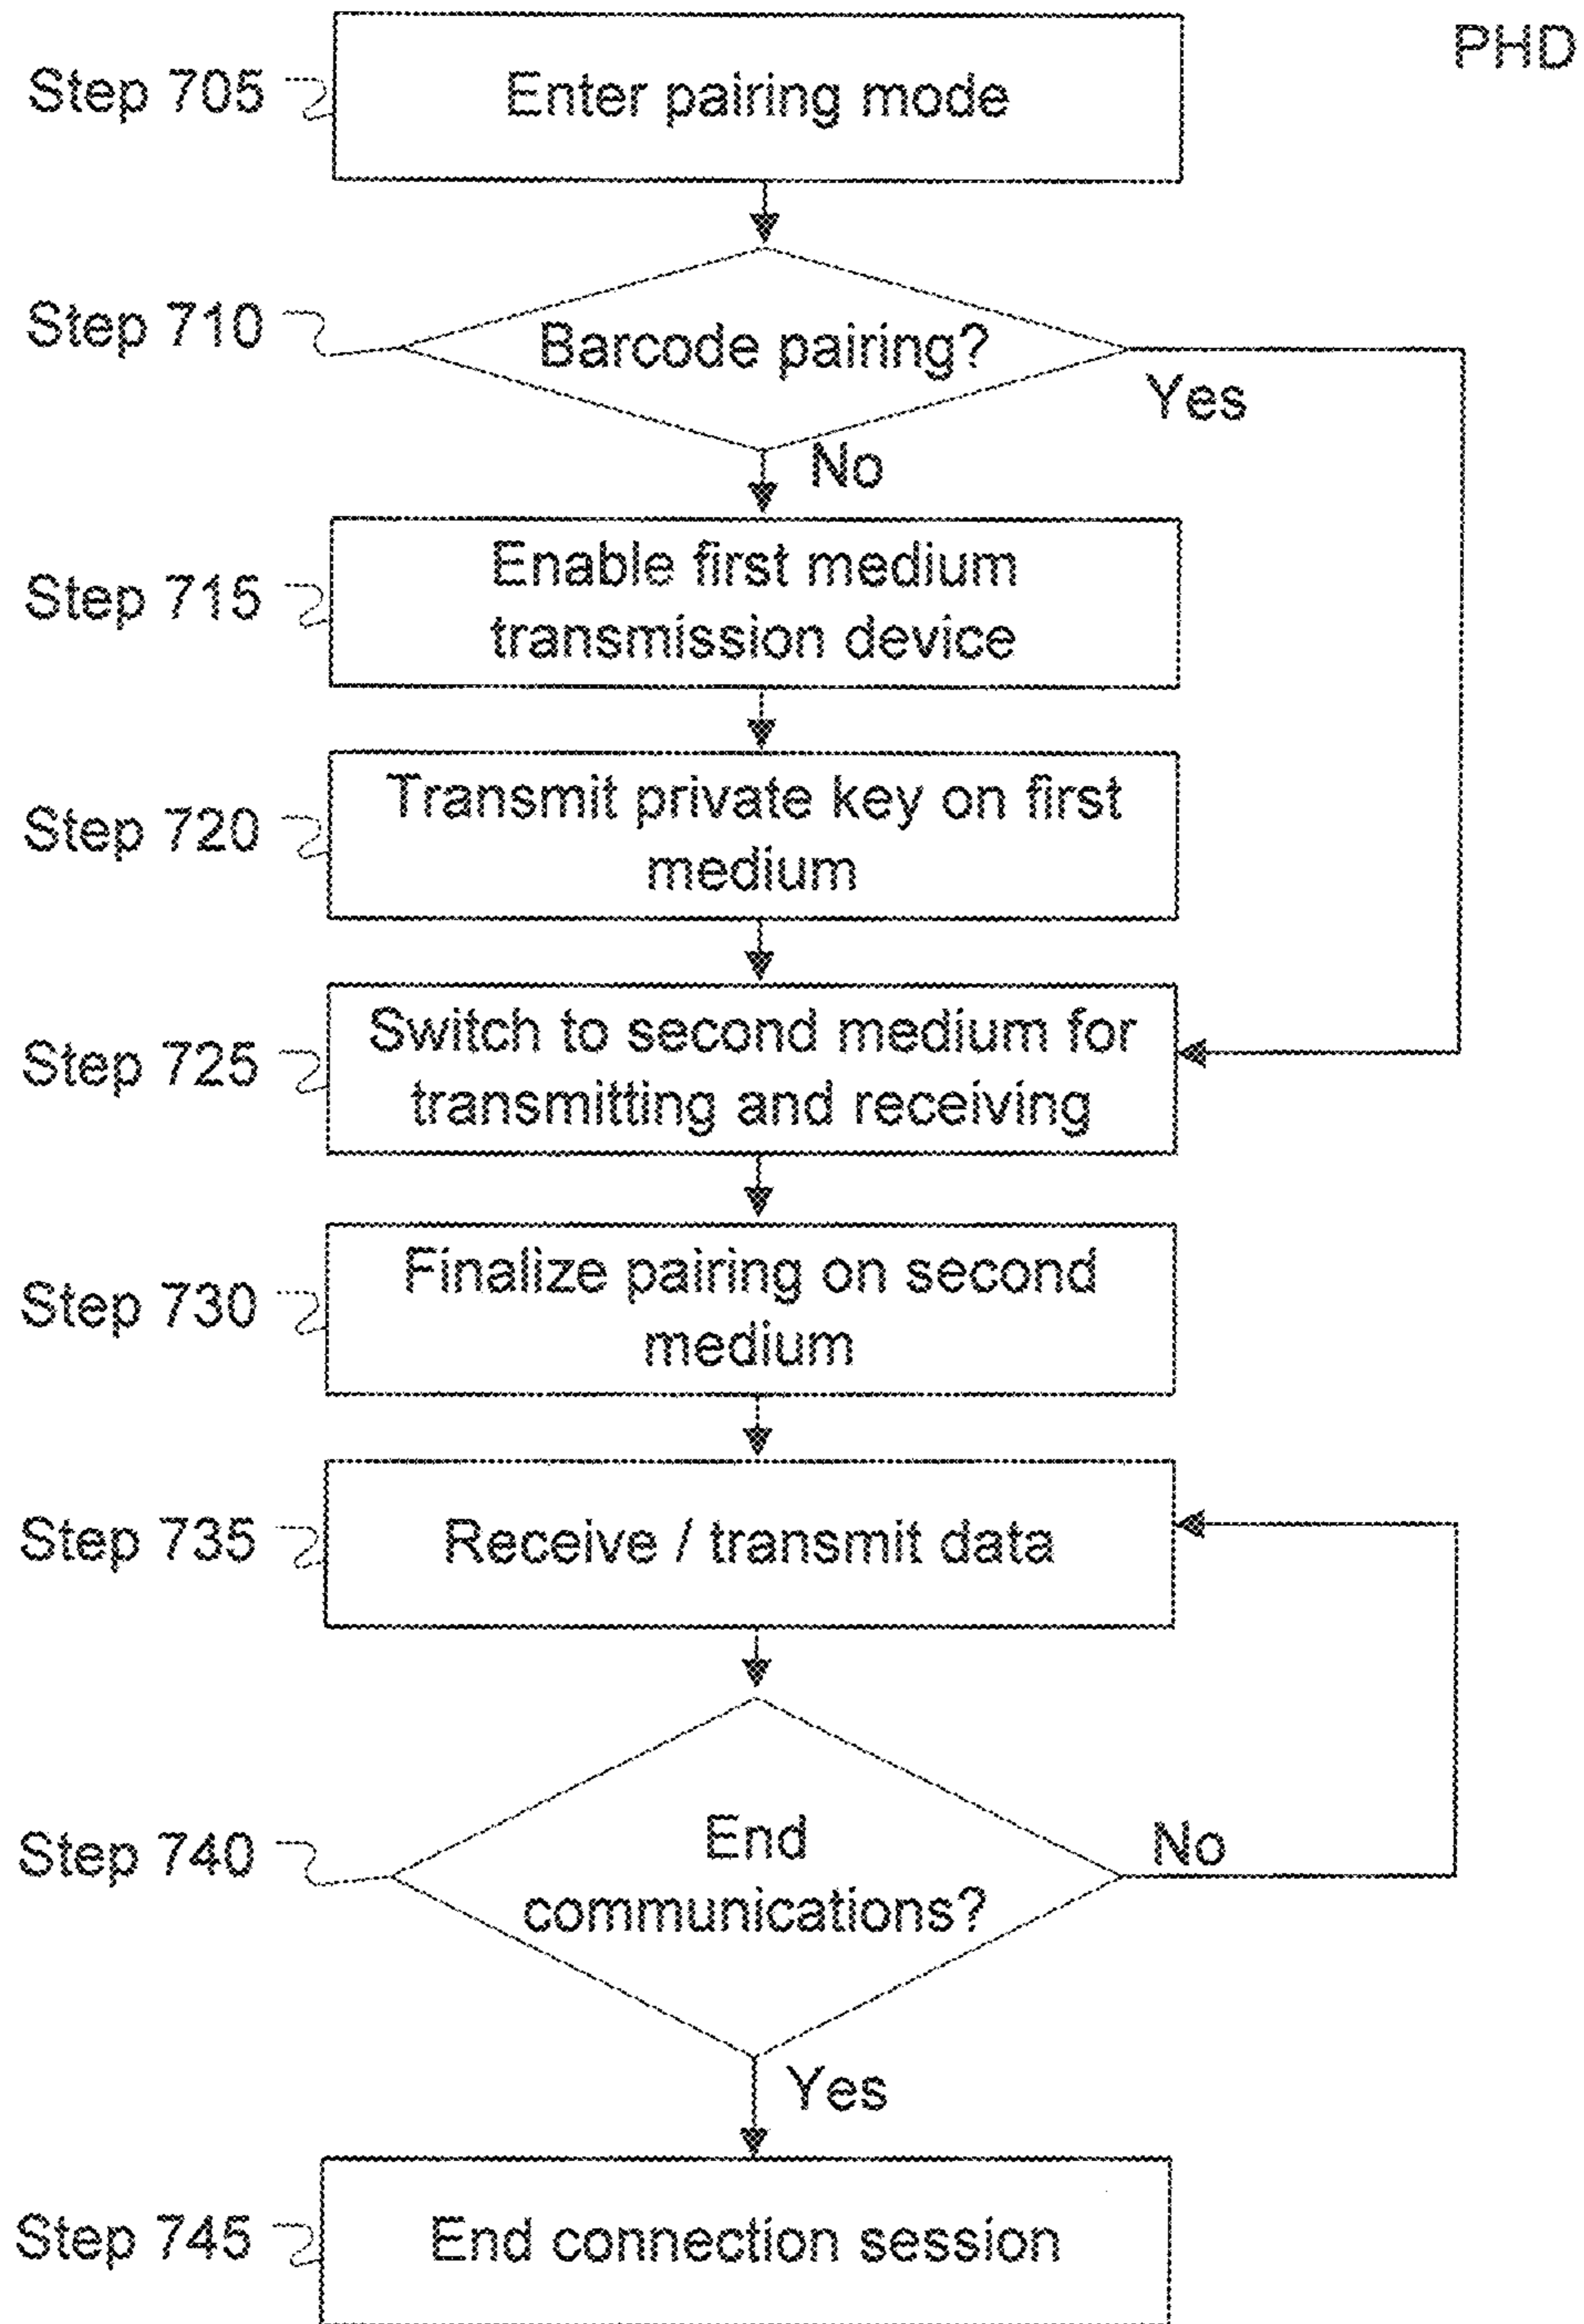 PHD
Step 705
Enter pairing mode
Step 710
Barcode pairing?
Yes
No
Step 715
Enable first medium
transmission device
Step 720
Transmit private key on first
medium
Step 725
Switch to second medium for
transmitting and receiving
Step 730
Finalize pairing on second
medium
Step 735
Receive / transmit data
Step 740
End
communications?
No
Yes
Step 745
End connection session